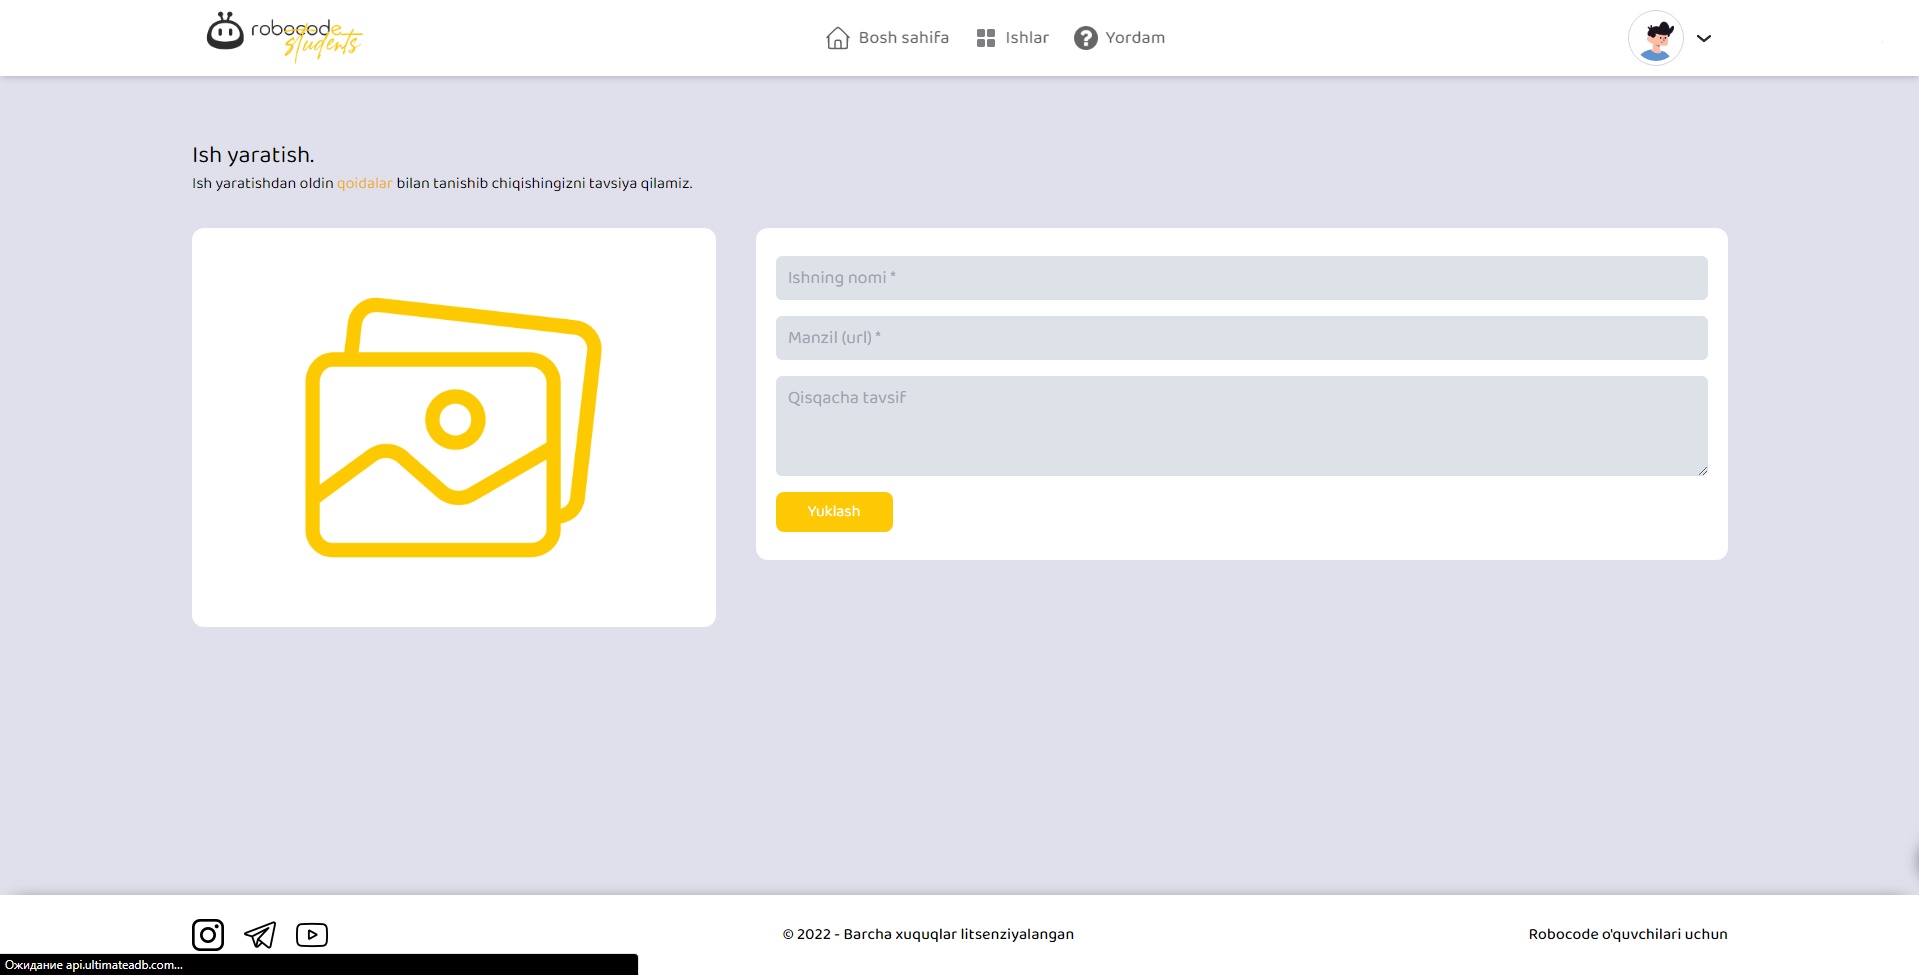 robocode
students
Bosh sahifa
Ishlar
Yordam
Ish yaratish.
Ish yaratishdan oldin qoidalar bilan tanishib chiqishingizni tavsiya qilamiz.
Ishning nomi *
Manzil (url) *
Qisqacha tavsif
Yuklash
© 2022 - Barcha xuquqlar litsenziyalangan
Robocode o'quvchilari uchun
Ожидание api.ultimateadb.com...